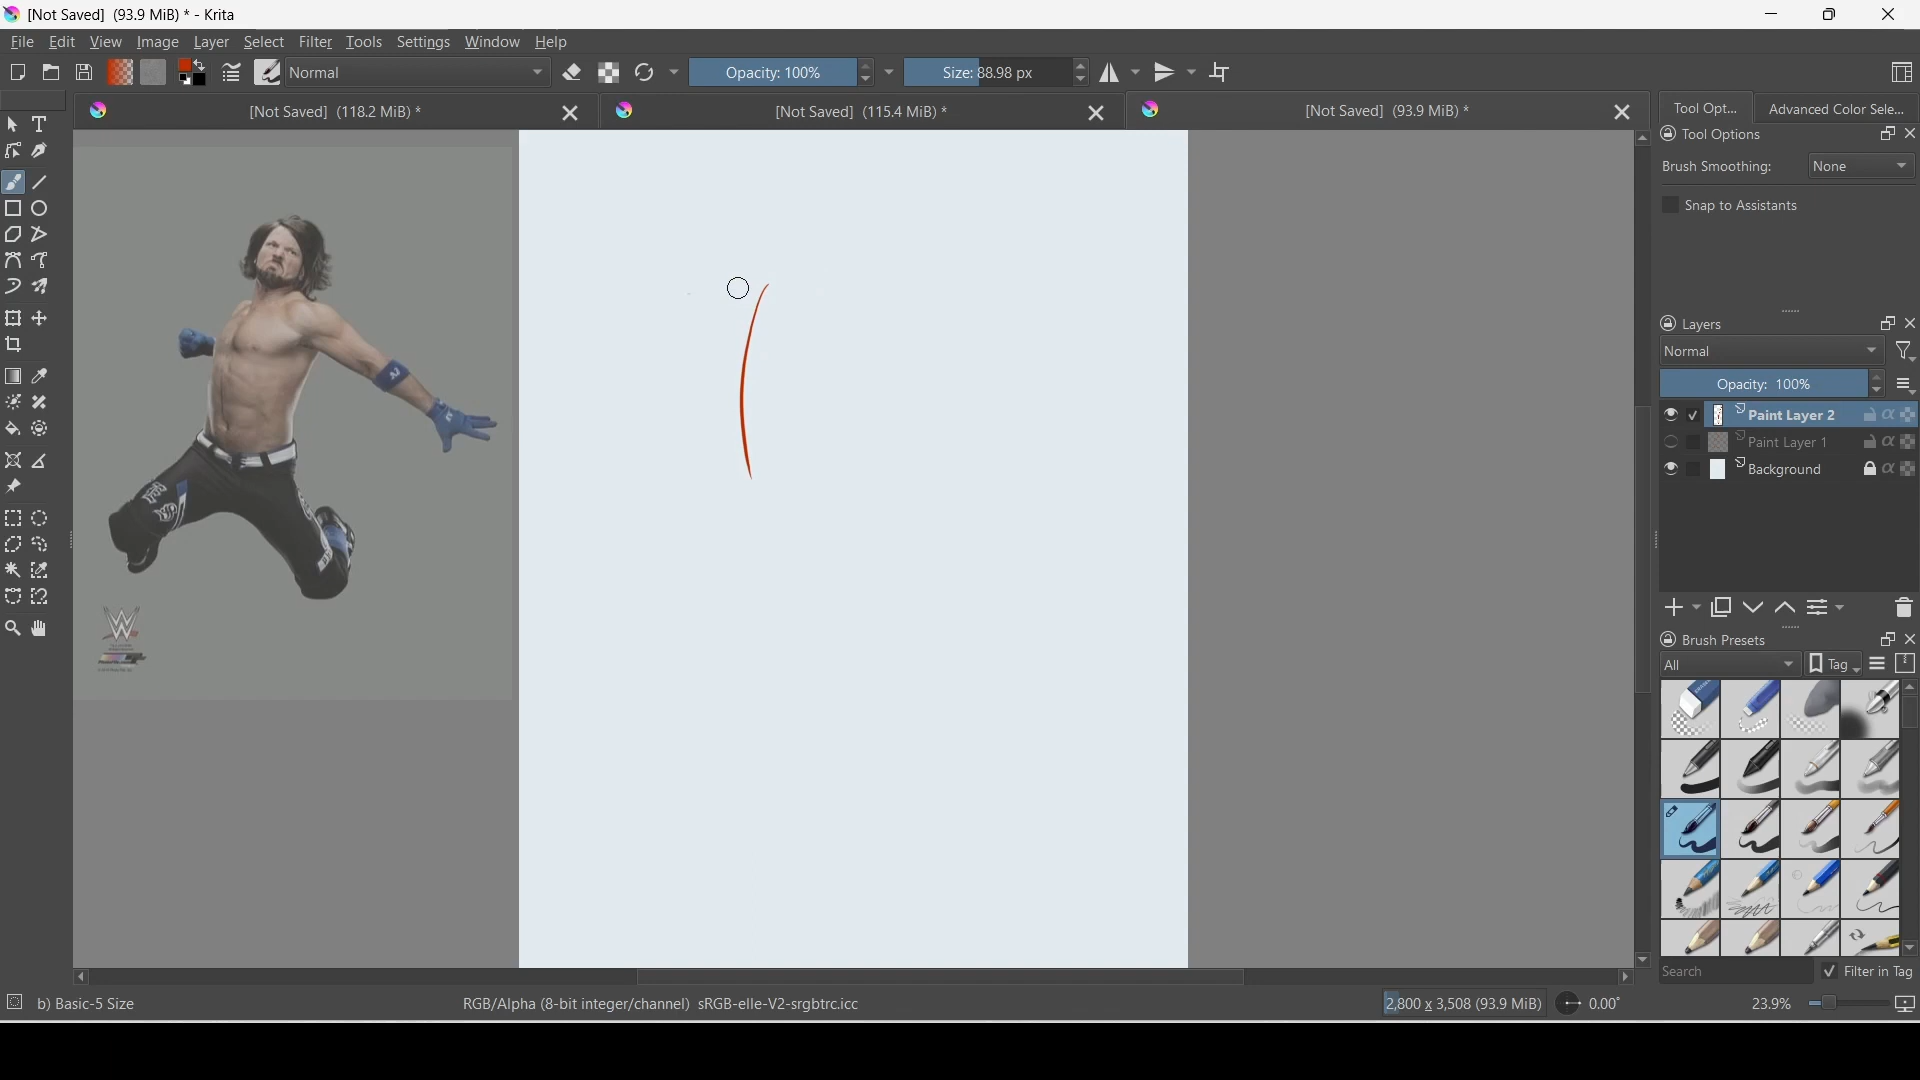 [Not Saved]  (93.9 MiB) * - Krita
File Edit View Image Layer Select Filter Tools Settings Window Help
Normal Opacity: 100% Size: 88.98 px
[Not Saved]  (118.2 MiB) * [Not Saved]  (115.4 MiB) * [Not Saved]  (93.9 MiB) *
Tool Opt... Advanced Color Sele...
Tool Options
Brush Smoothing: None
Snap to Assistants
Layers
Normal
Opacity: 100%
Paint Layer 2
Paint Layer 1
Background
Brush Presets
All Tag
Search Filter in Tag
b) Basic-5 Size RGB/Alpha (8-bit integer/channel)  sRGB-elle-V2-srgbtrc.icc 2,800 x 3,508 (93.9 MiB) 0.00° 23.9%